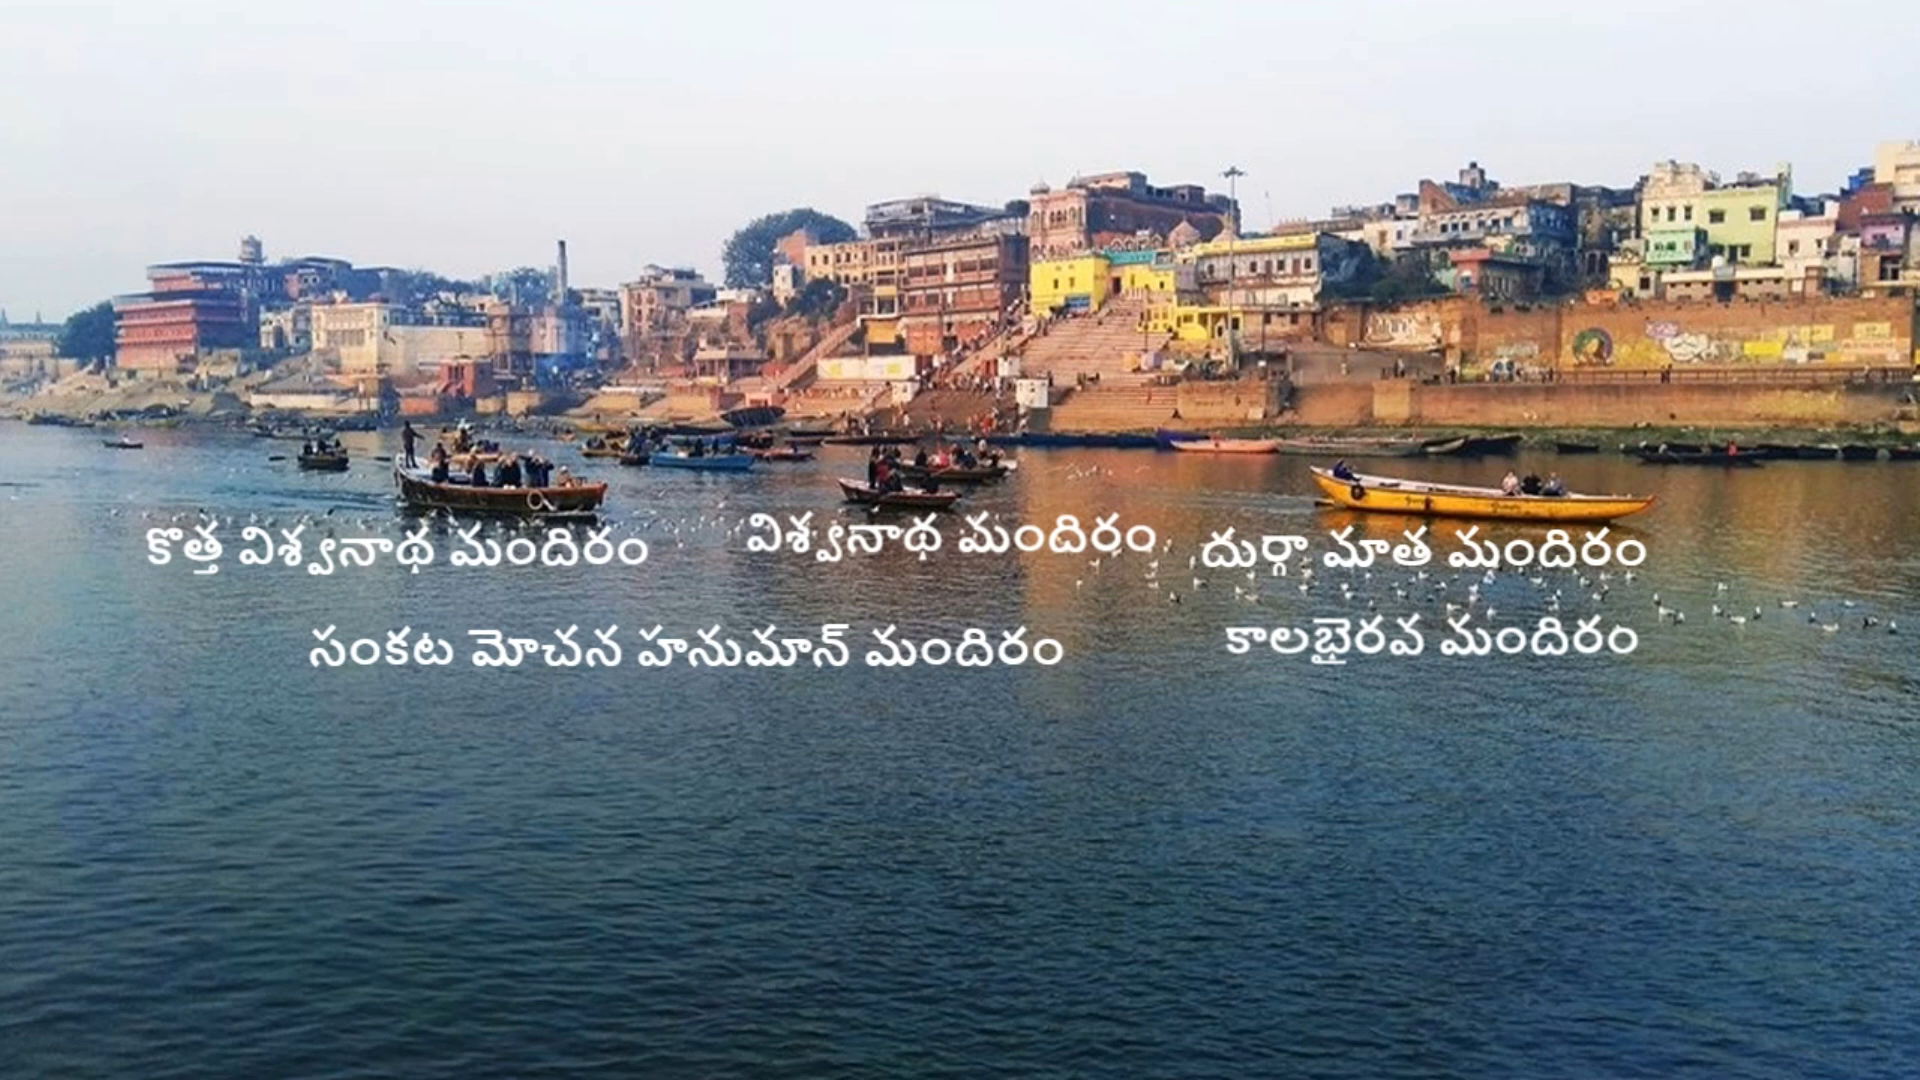 కొత్త విశ్వనాథ మందిరం
విశ్వనాథ మందిరం
దుర్గా మాత మందిరం
సంకట మోచన హనుమాన్ మందిరం
కాలభైరవ మందిరం